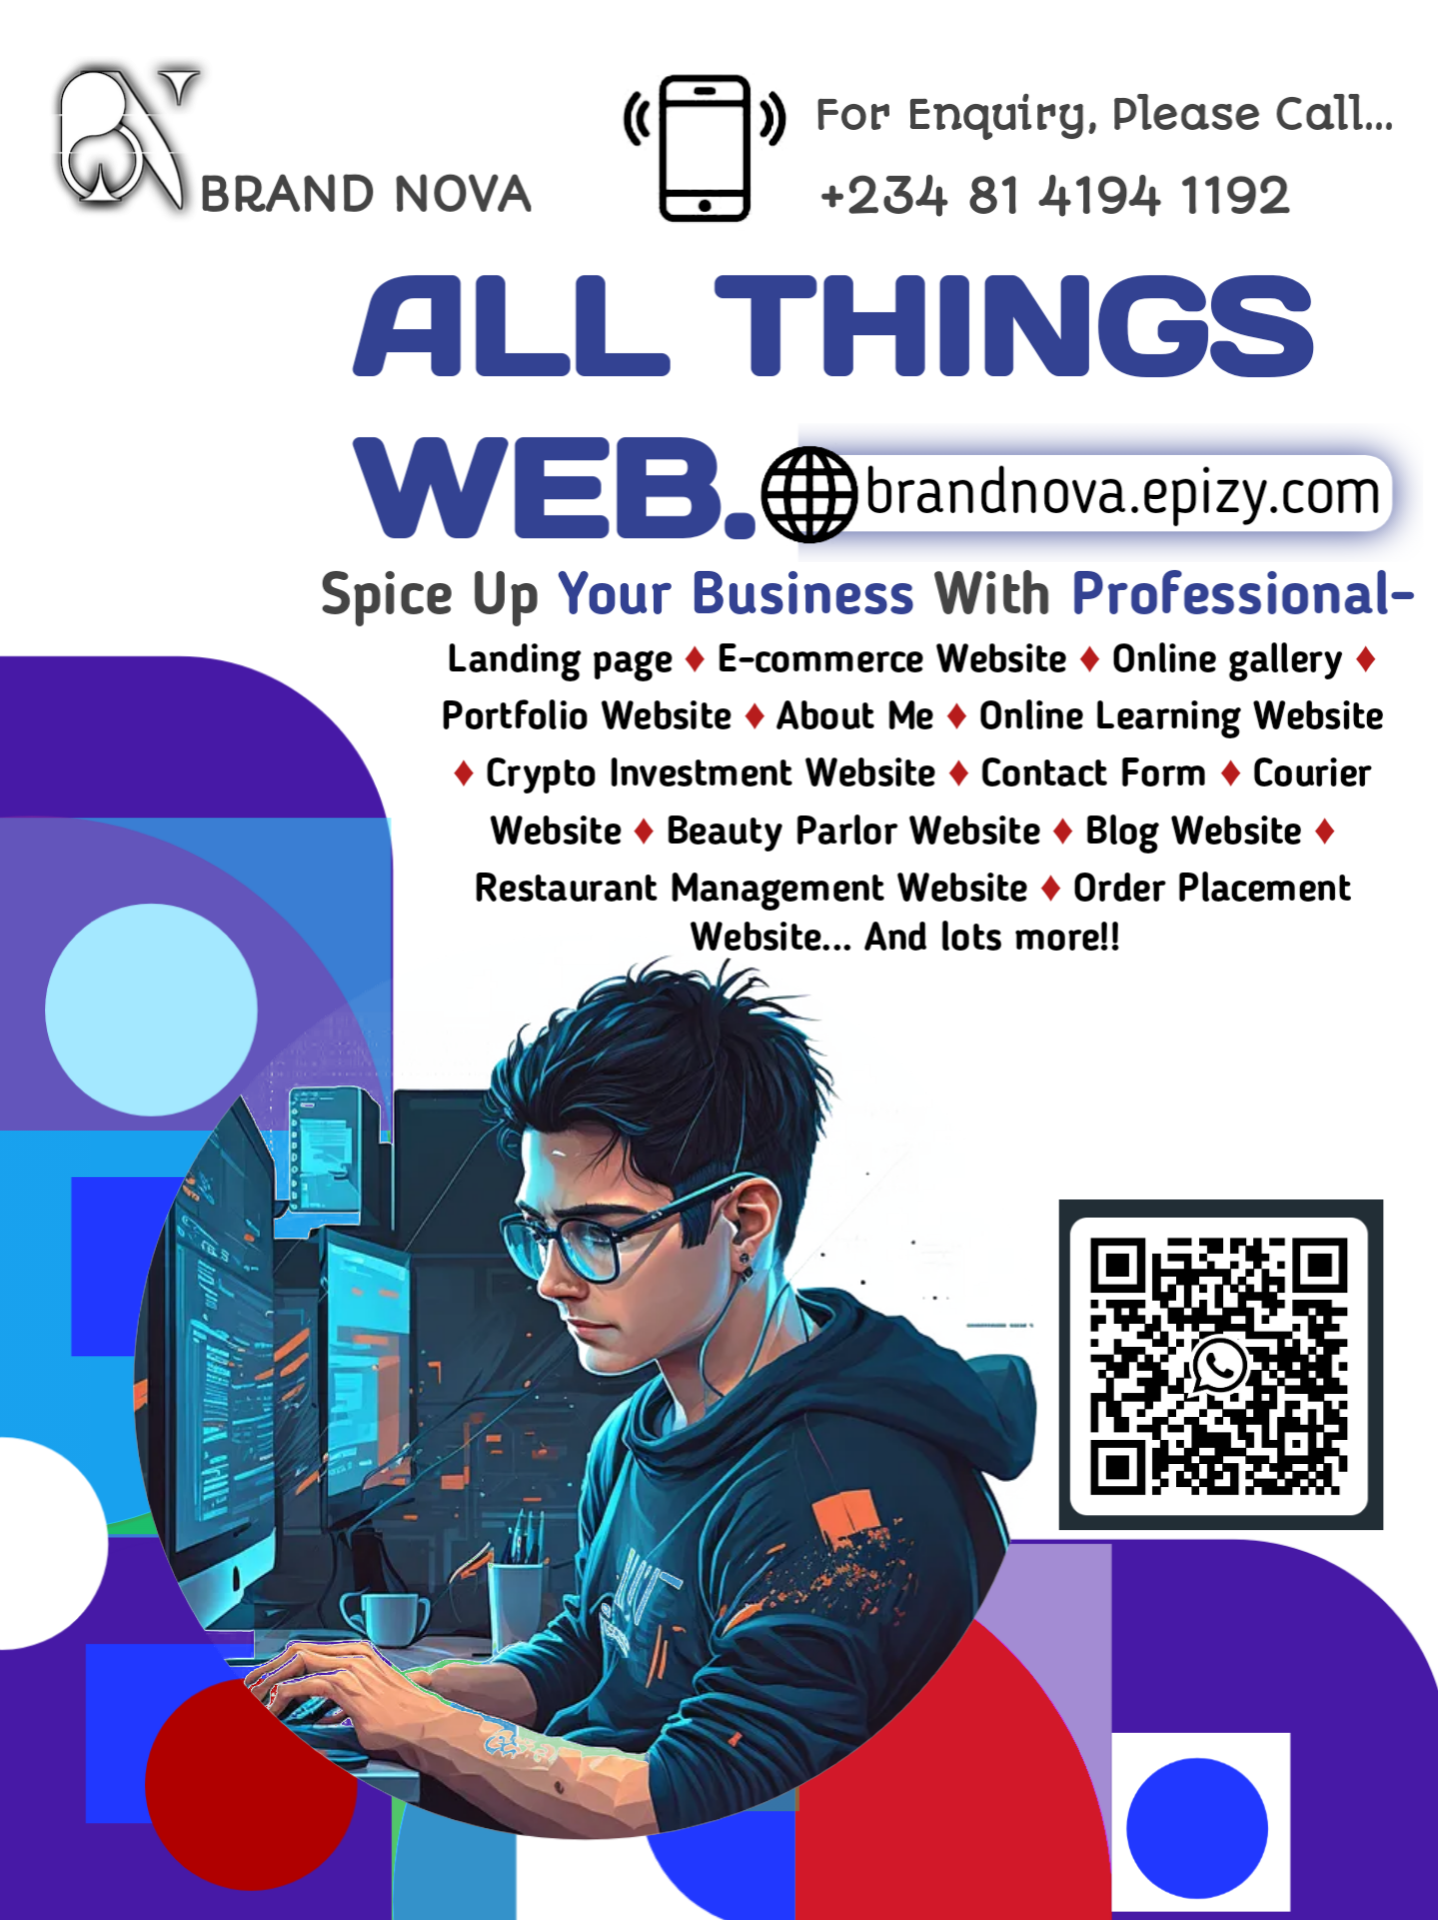 BRAND NOVA
For Enquiry, Please Call...
+234 81 4194 1192
ALL THINGS
WEB.
brandnova.epizy.com
Spice Up Your Business With Professional-
Landing page ♦ E-commerce Website ♦ Online gallery ♦
Portfolio Website ♦ About Me ♦ Online Learning Website
♦ Crypto Investment Website ♦ Contact Form ♦ Courier
Website ♦ Beauty Parlor Website ♦ Blog Website ♦
Restaurant Management Website ♦ Order Placement
Website... And lots more!!